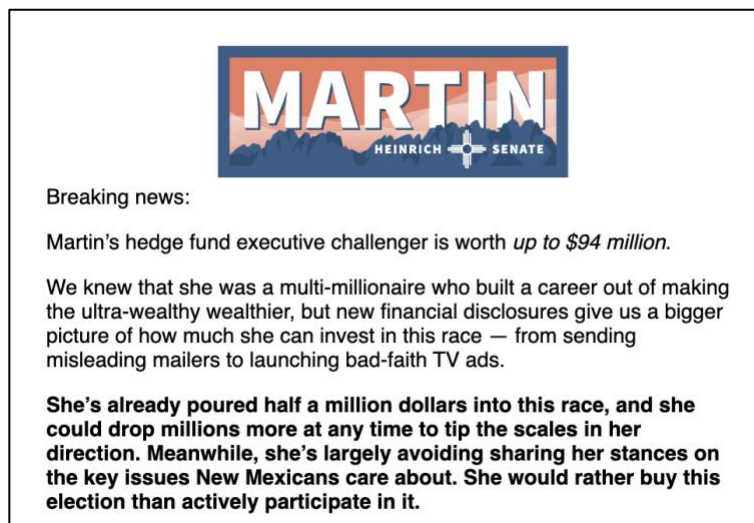 MARTIN
HEINRICH SENATE
Breaking news:
Martin's hedge fund executive challenger is worth up to $94 million.
We knew that she was a multi-millionaire who built a career out of making
the ultra-wealthy wealthier, but new financial disclosures give us a bigger
picture of how much she can invest in this race — from sending
misleading mailers to launching bad-faith TV ads.
She's already poured half a million dollars into this race, and she
could drop millions more at any time to tip the scales in her
direction. Meanwhile, she's largely avoiding sharing her stances on
the key issues New Mexicans care about. She would rather buy this
election than actively participate in it.